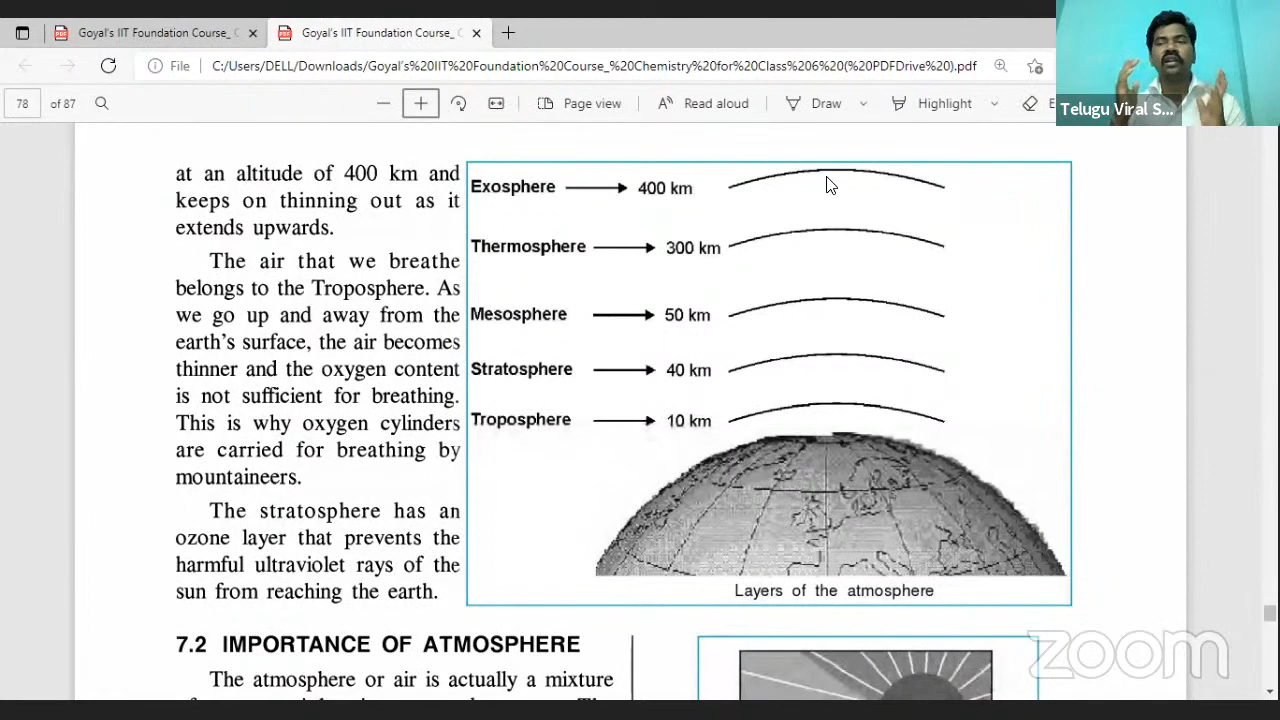 Goyal's IIT Foundation Course_ C
Goyal's IIT Foundation Course_ C
File
C:/Users/DELL/Downloads/Goyal's%20IIT%20Foundation%20Course_%20Chemistry%20for%20Class%206%20(%20PDFDrive%20).pdf
78 of 87
Page view
Read aloud
Draw
Highlight
Telugu Viral S...
at an altitude of 400 km and
keeps on thinning out as it
extends upwards.
The air that we breathe
belongs to the Troposphere. As
we go up and away from the
earth's surface, the air becomes
thinner and the oxygen content
is not sufficient for breathing.
This is why oxygen cylinders
are carried for breathing by
mountaineers.
The stratosphere has an
ozone layer that prevents the
harmful ultraviolet rays of the
sun from reaching the earth.
Exosphere 400 km
Thermosphere 300 km
Mesosphere 50 km
Stratosphere 40 km
Troposphere 10 km
Layers of the atmosphere
7.2 IMPORTANCE OF ATMOSPHERE
The atmosphere or air is actually a mixture
zoom